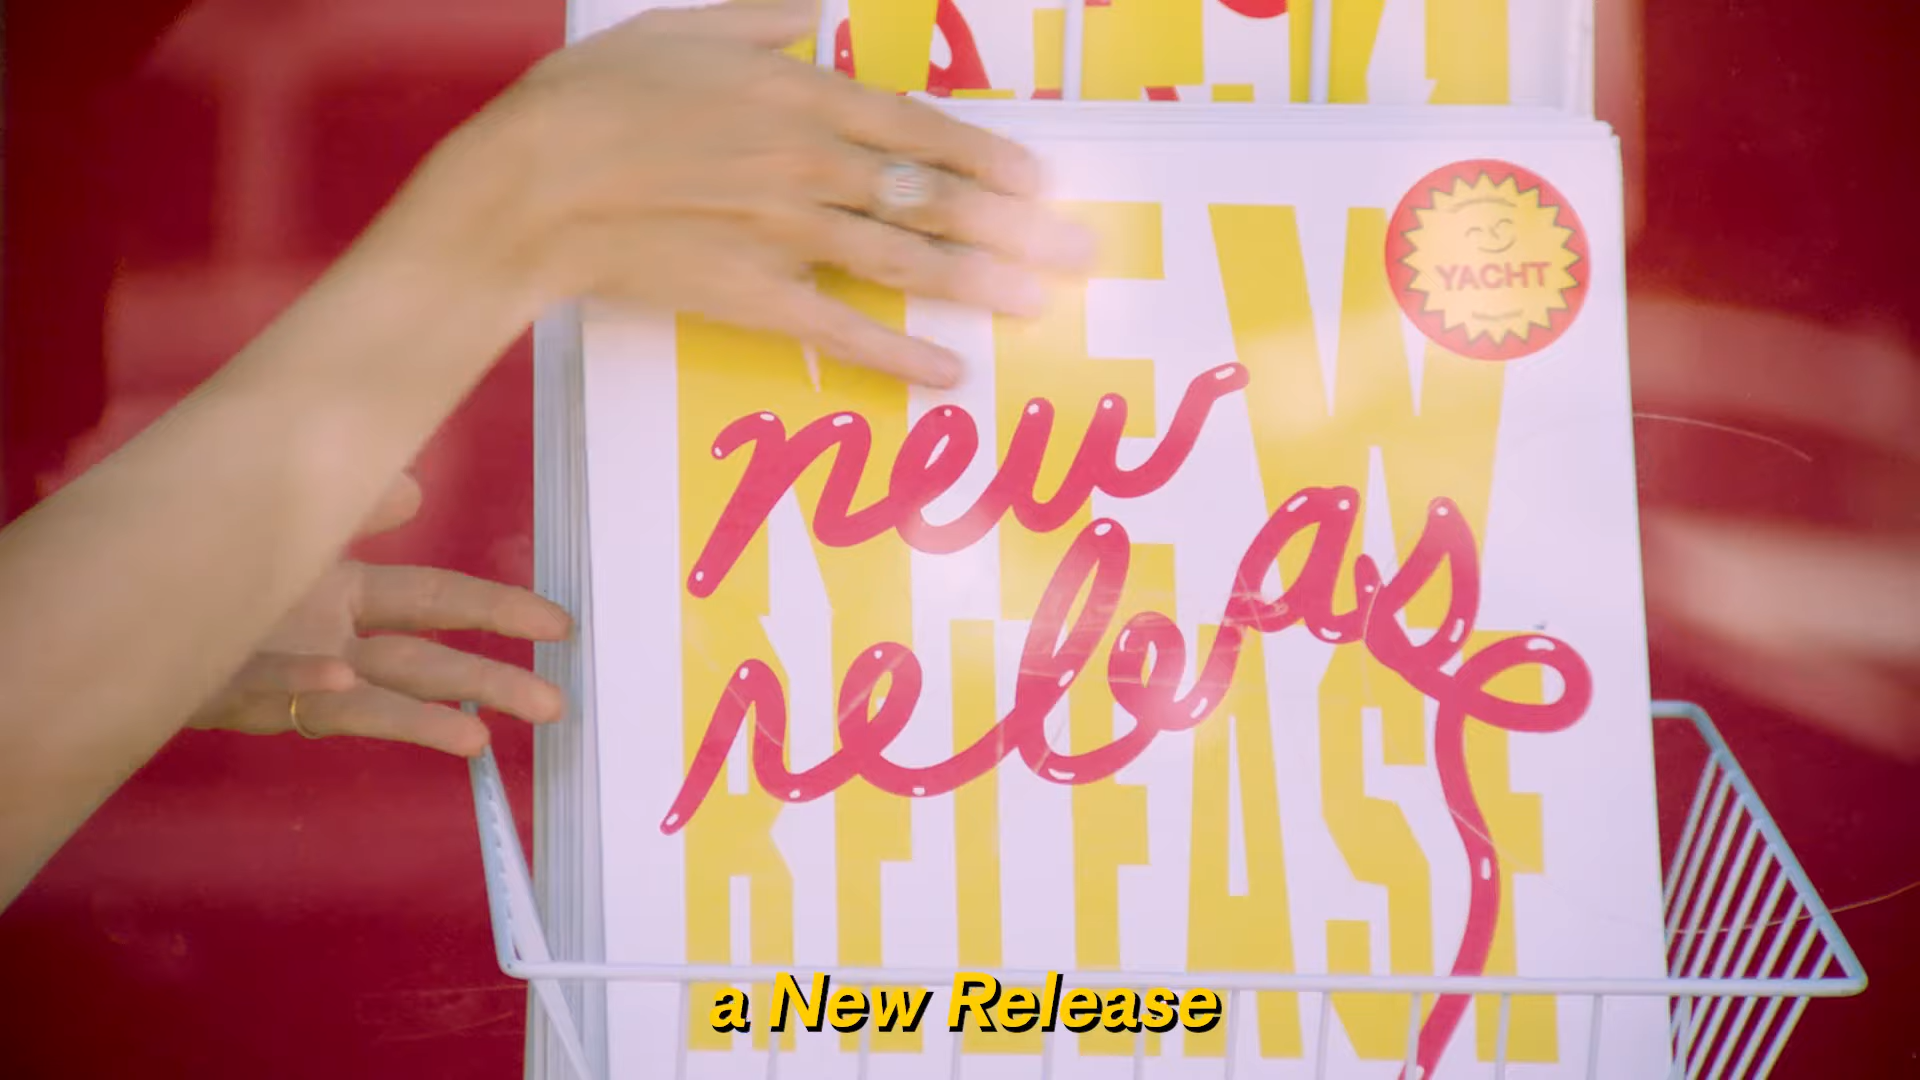 YACHT
NEW
new
release
RELEASE
a New Release